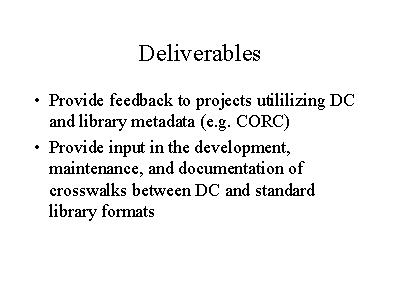 Deliverables
• Provide feedback to projects utililizing DC
and library metadata (e.g. CORC)
• Provide input in the development,
maintenance, and documentation of
crosswalks between DC and standard
library formats